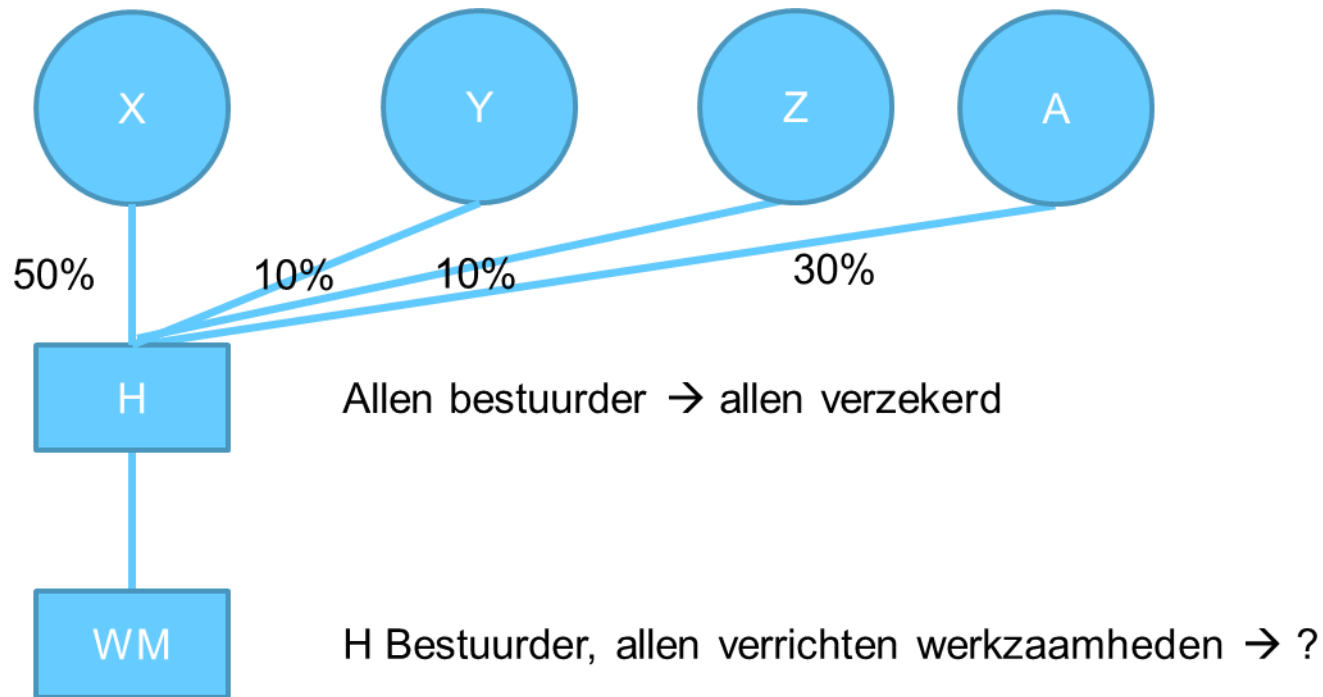 X Y Z A
50% 10% 10% 30%
H Allen bestuurder → allen verzekerd
WM H Bestuurder, allen verrichten werkzaamheden → ?